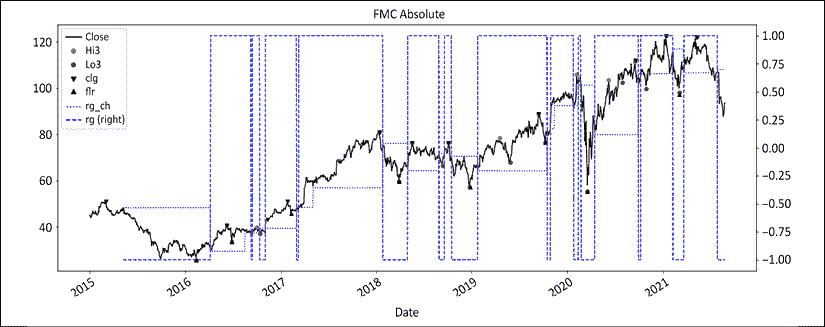 FMC Absolute
Close
Hi3
Lo3
clg
flr
rg_ch
rg (right)
120
100
80
60
40
1.00
0.75
0.50
0.25
0.00
−0.25
−0.50
−0.75
−1.00
2015
2016
2017
2018
2019
2020
2021
Date